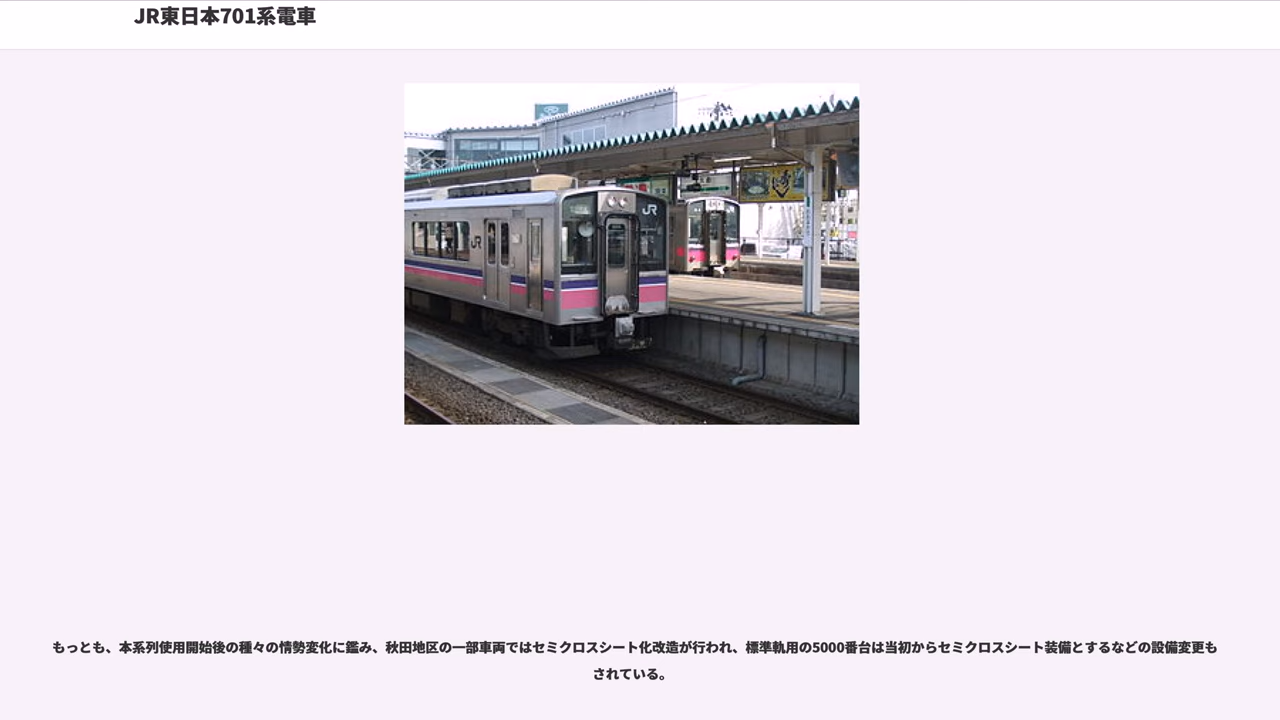 JR東日本701系電車
JR
JR
もっとも、本系列使用開始後の種々の情勢変化に鑑み、秋田地区の一部車両ではセミクロスシート化改造が行われ、標準軌用の5000番台は当初からセミクロスシート装備とするなどの設備変更も
されている。